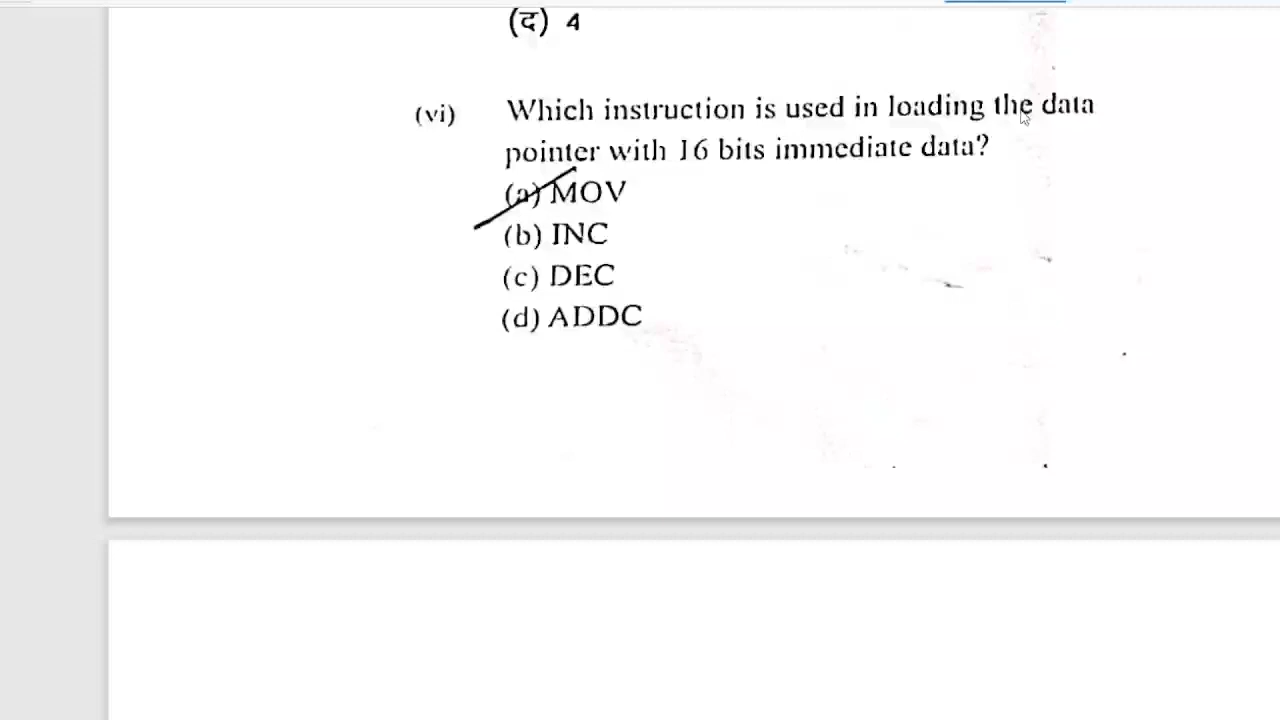 (द) 4
(vi) Which instruction is used in loading the data
pointer with 16 bits immediate data?
(a) MOV
(b) INC
(c) DEC
(d) ADDC